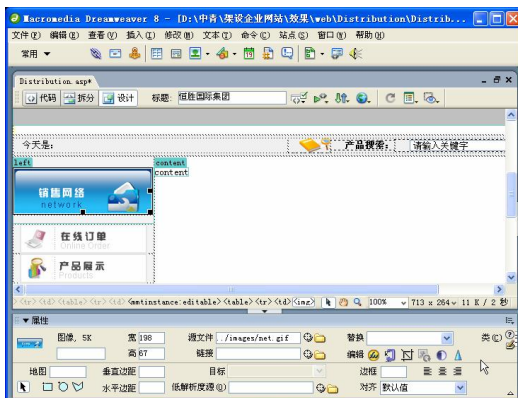 Macromedia Dreamweaver 8 - [D:\中青\架设企业网站\效果\web\Distribution\Distrib...
文件(F) 编辑(E) 查看(V) 插入(I) 修改(M) 文本(T) 命令(C) 站点(S) 窗口(W) 帮助(H)
常用
Distribution.asp*
代码 拆分 设计 标题: 恒胜国际集团
今天是: 产品搜索: 请输入关键字
left content
content
销售网络
network
在线订单
Online Order
产品展示
Products
<tr> <td> <table> <tr> <td> <mmtinstance:editable> <table> <tr> <td> <img> 100% 713 x 264 11 K / 2 秒
属性
图像, 5K 宽 198 源文件 ../images/net.gif 替换 类(C)
高 67 链接 编辑
地图 垂直边距 目标 边框
水平边距 低解析度源(O) 对齐 默认值